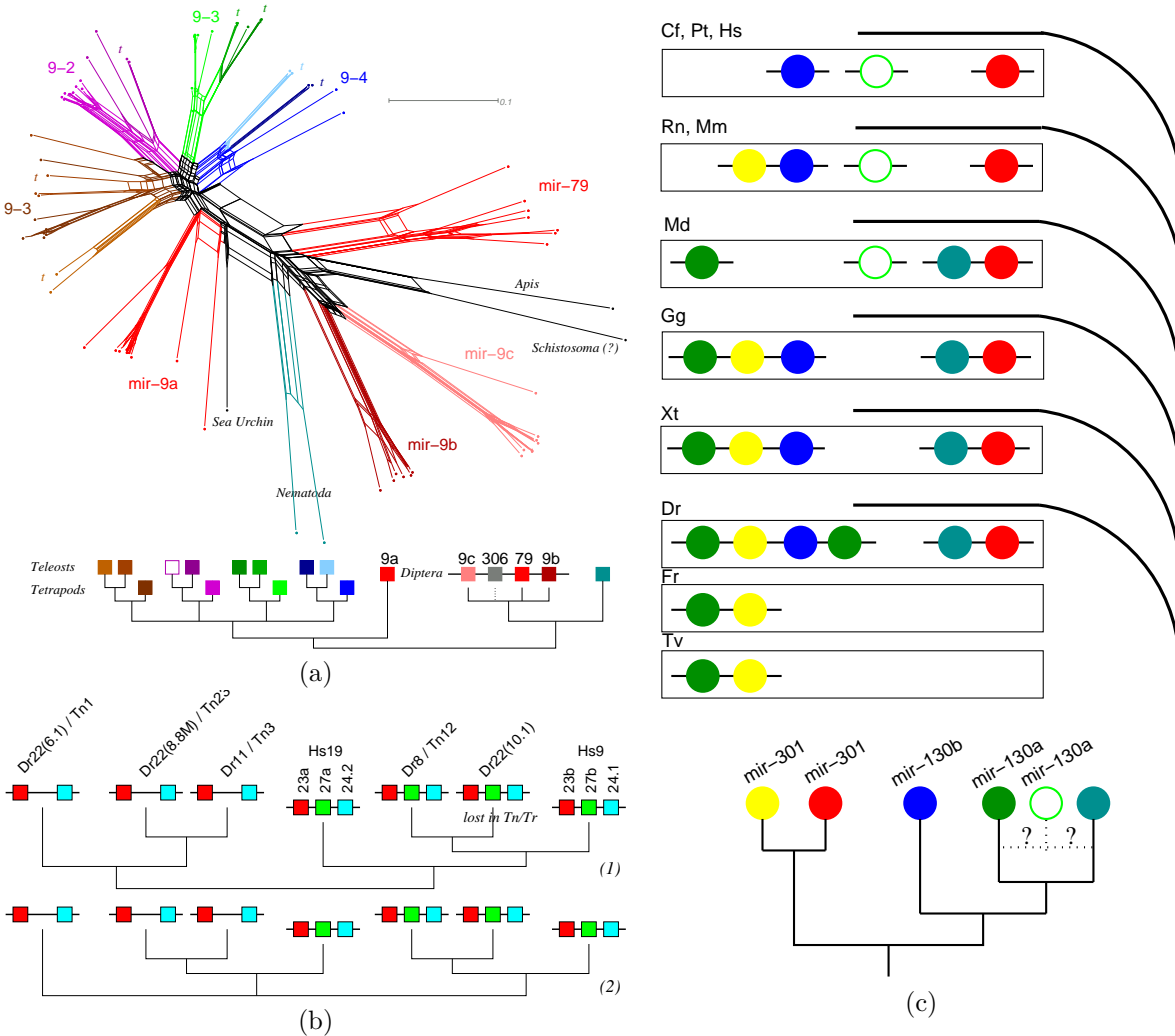 t
9−3
t
t
9−2
t
t
9−4
0.1
t
9−3
mir−79
t
Apis
Schistosoma (?)
mir−9c
mir−9a
Sea Urchin
mir−9b
Nematoda
Teleosts
Tetrapods
9a
Diptera
9c 306 79 9b
(a)
Dr22(6.1) / Tn1
Dr22(8.8M) / Tn2
Dr11 / Tn3
Hs19
23a
27a
24.2
Dr8 / Tn12
Dr22(10.1)
Hs9
23b
27b
24.1
lost in Tn/Tr
(1)
(2)
(b)
Cf, Pt, Hs
Rn, Mm
Md
Gg
Xt
Dr
Fr
Tv
mir−301
mir−301
mir−130b
mir−130a
mir−130a
? ?
(c)